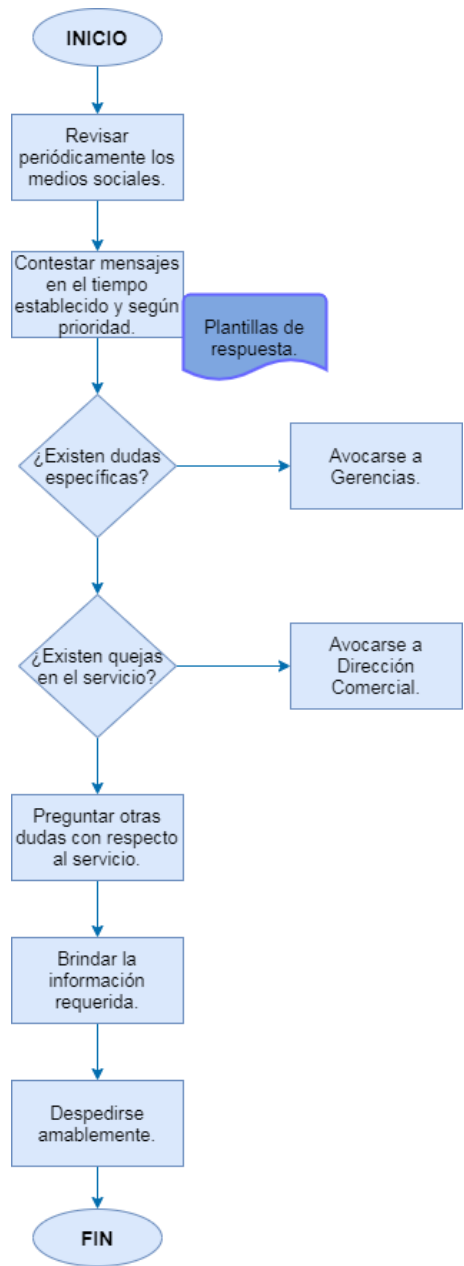 INICIO
Revisar
periódicamente los
medios sociales.
Contestar mensajes
en el tiempo
establecido y según
prioridad.
Plantillas de
respuesta.
¿Existen dudas
específicas?
Avocarse a
Gerencias.
¿Existen quejas
en el servicio?
Avocarse a
Dirección
Comercial.
Preguntar otras
dudas con respecto
al servicio.
Brindar la
información
requerida.
Despedirse
amablemente.
FIN